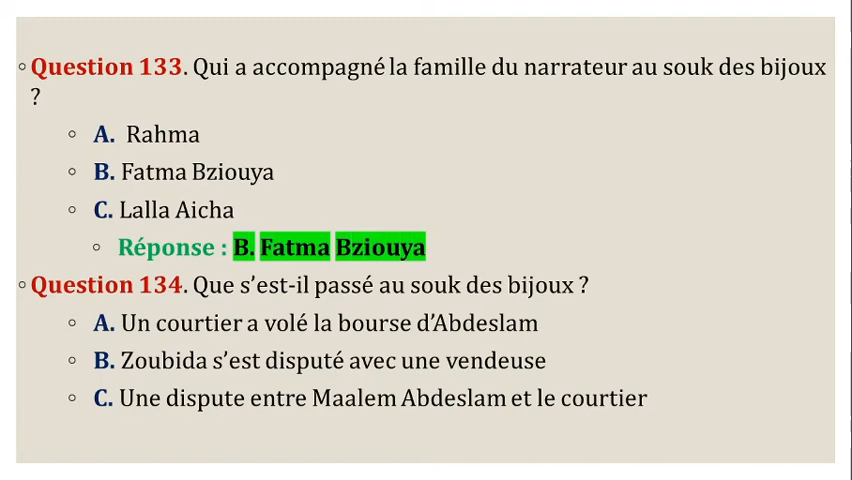 Question 133. Qui a accompagné la famille du narrateur au souk des bijoux
?
A. Rahma
B. Fatma Bziouya
C. Lalla Aicha
Réponse : B. Fatma Bziouya
Question 134. Que s’est-il passé au souk des bijoux ?
A. Un courtier a volé la bourse d’Abdeslam
B. Zoubida s’est disputé avec une vendeuse
C. Une dispute entre Maalem Abdeslam et le courtier